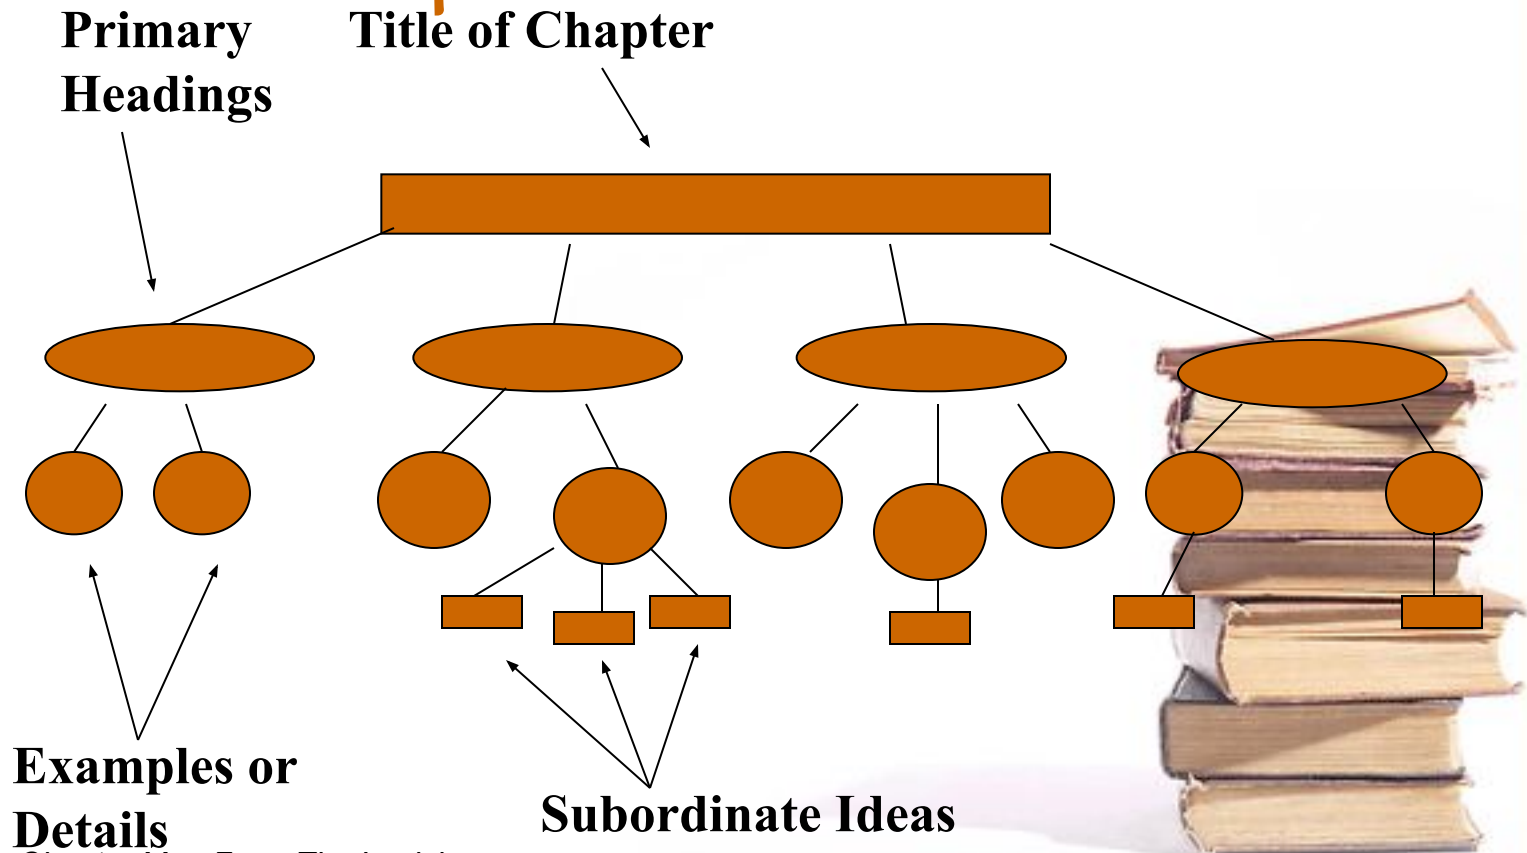 Primary
Headings
Title of Chapter
Examples or
Details
Subordinate Ideas